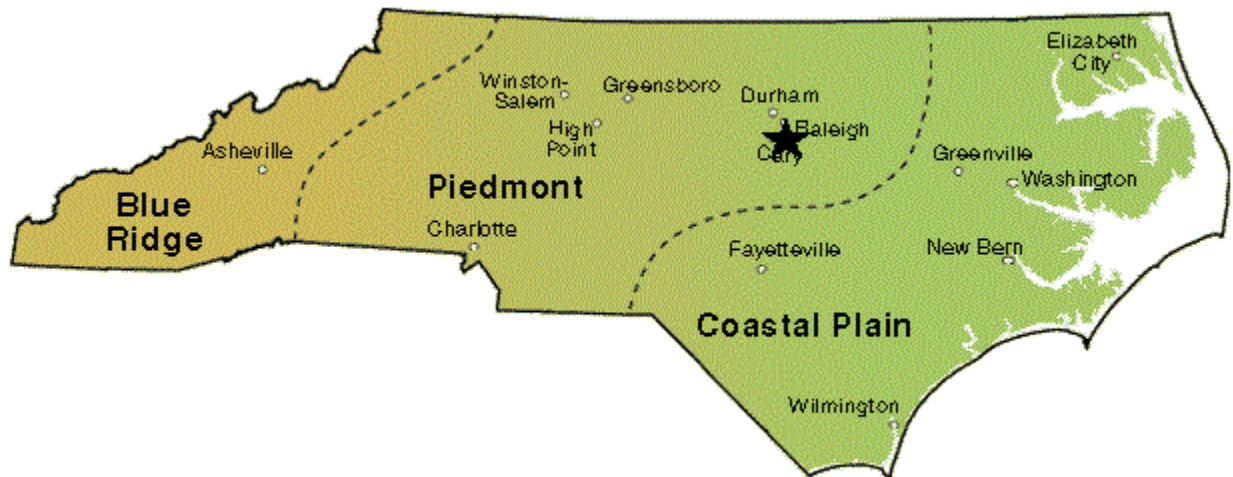 Elizabeth
City
Winston-
Salem
Greensboro
Durham
High
Point
Raleigh
Cary
Asheville
Greenville
Washington
Piedmont
Blue
Ridge
Charlotte
Fayetteville
New Bern
Coastal Plain
Wilmington